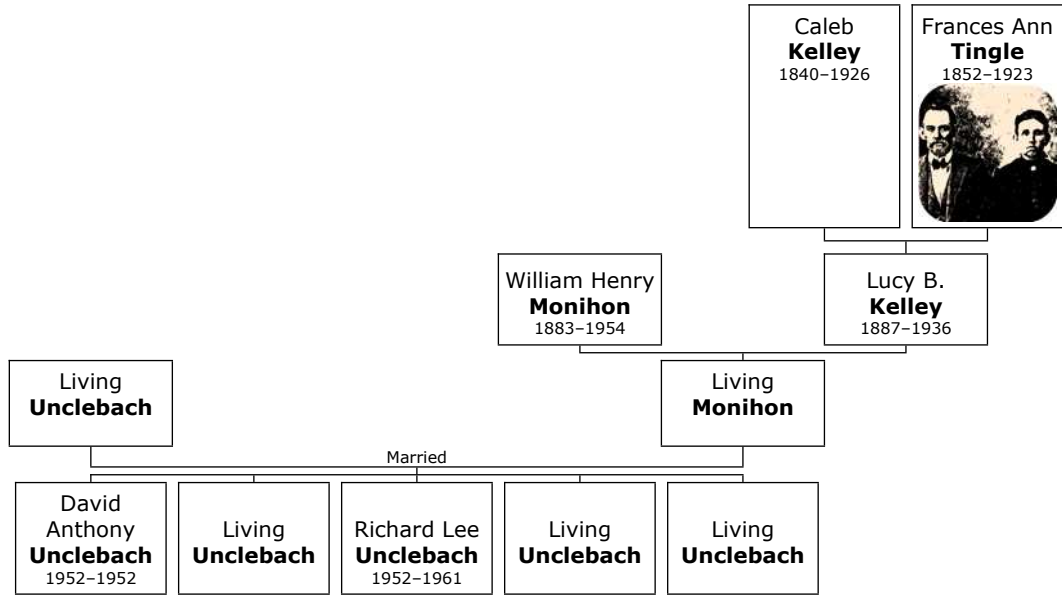 Caleb
Kelley
1840–1926
Frances Ann
Tingle
1852–1923
William Henry
Monihon
1883–1954
Lucy B.
Kelley
1887–1936
Living
Unclebach
Living
Monihon
Married
David
Anthony
Unclebach
1952–1952
Living
Unclebach
Richard Lee
Unclebach
1952–1961
Living
Unclebach
Living
Unclebach